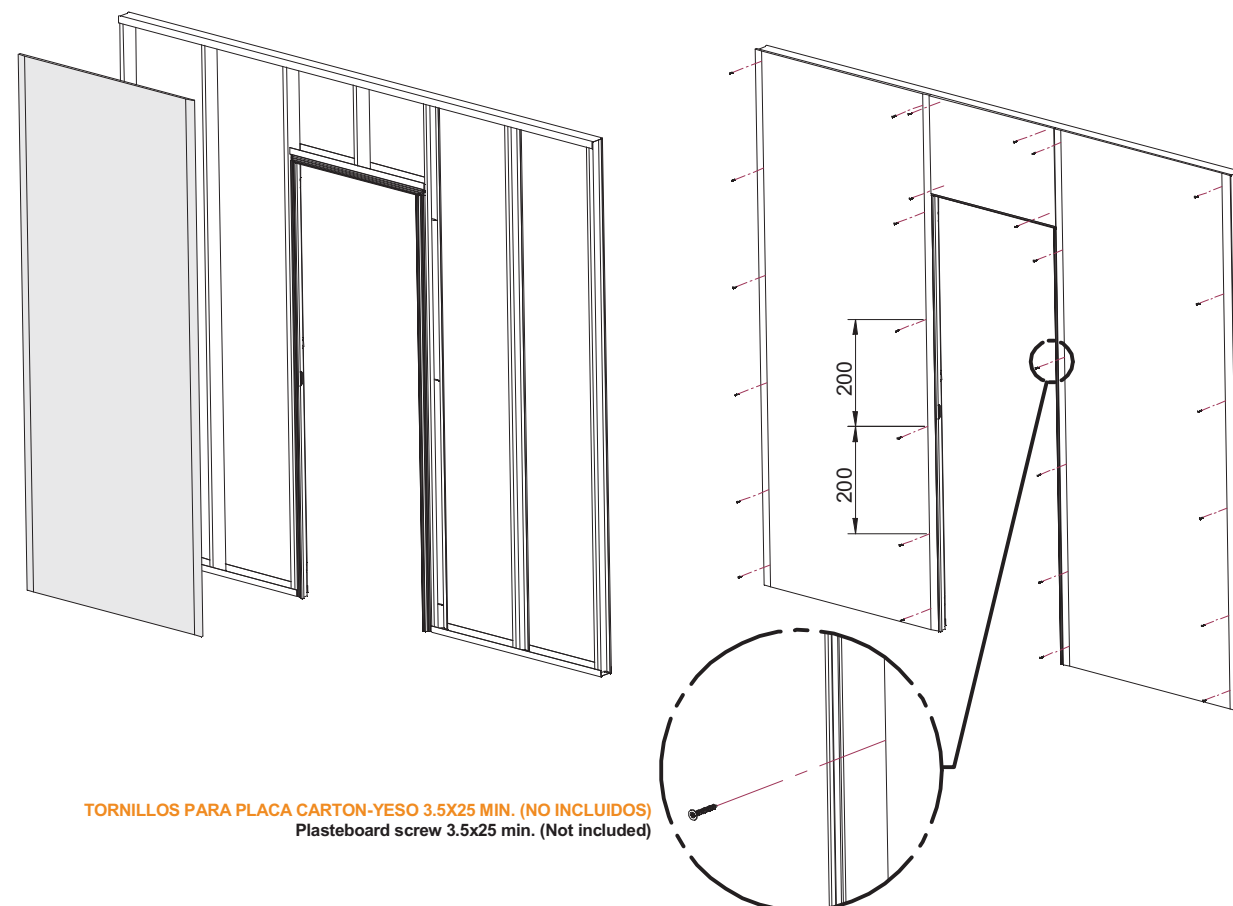 200
200
TORNILLOS PARA PLACA CARTON-YESO 3.5X25 MIN. (NO INCLUIDOS)
Plasteboard screw 3.5x25 min. (Not included)